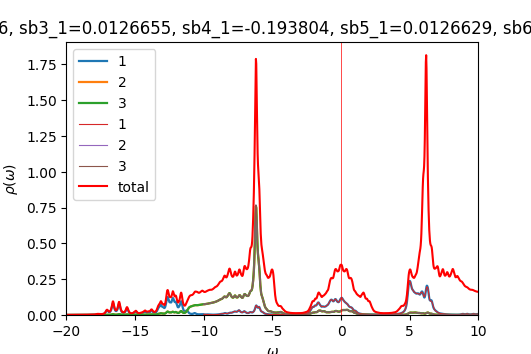 6, sb3_1=0.0126655, sb4_1=-0.193804, sb5_1=0.0126629, sb6
1.75
1.50
1.25
1.00
0.75
0.50
0.25
0.00
ρ(ω)
1
2
3
1
2
3
total
−20 −15 −10 −5 0 5 10
ω